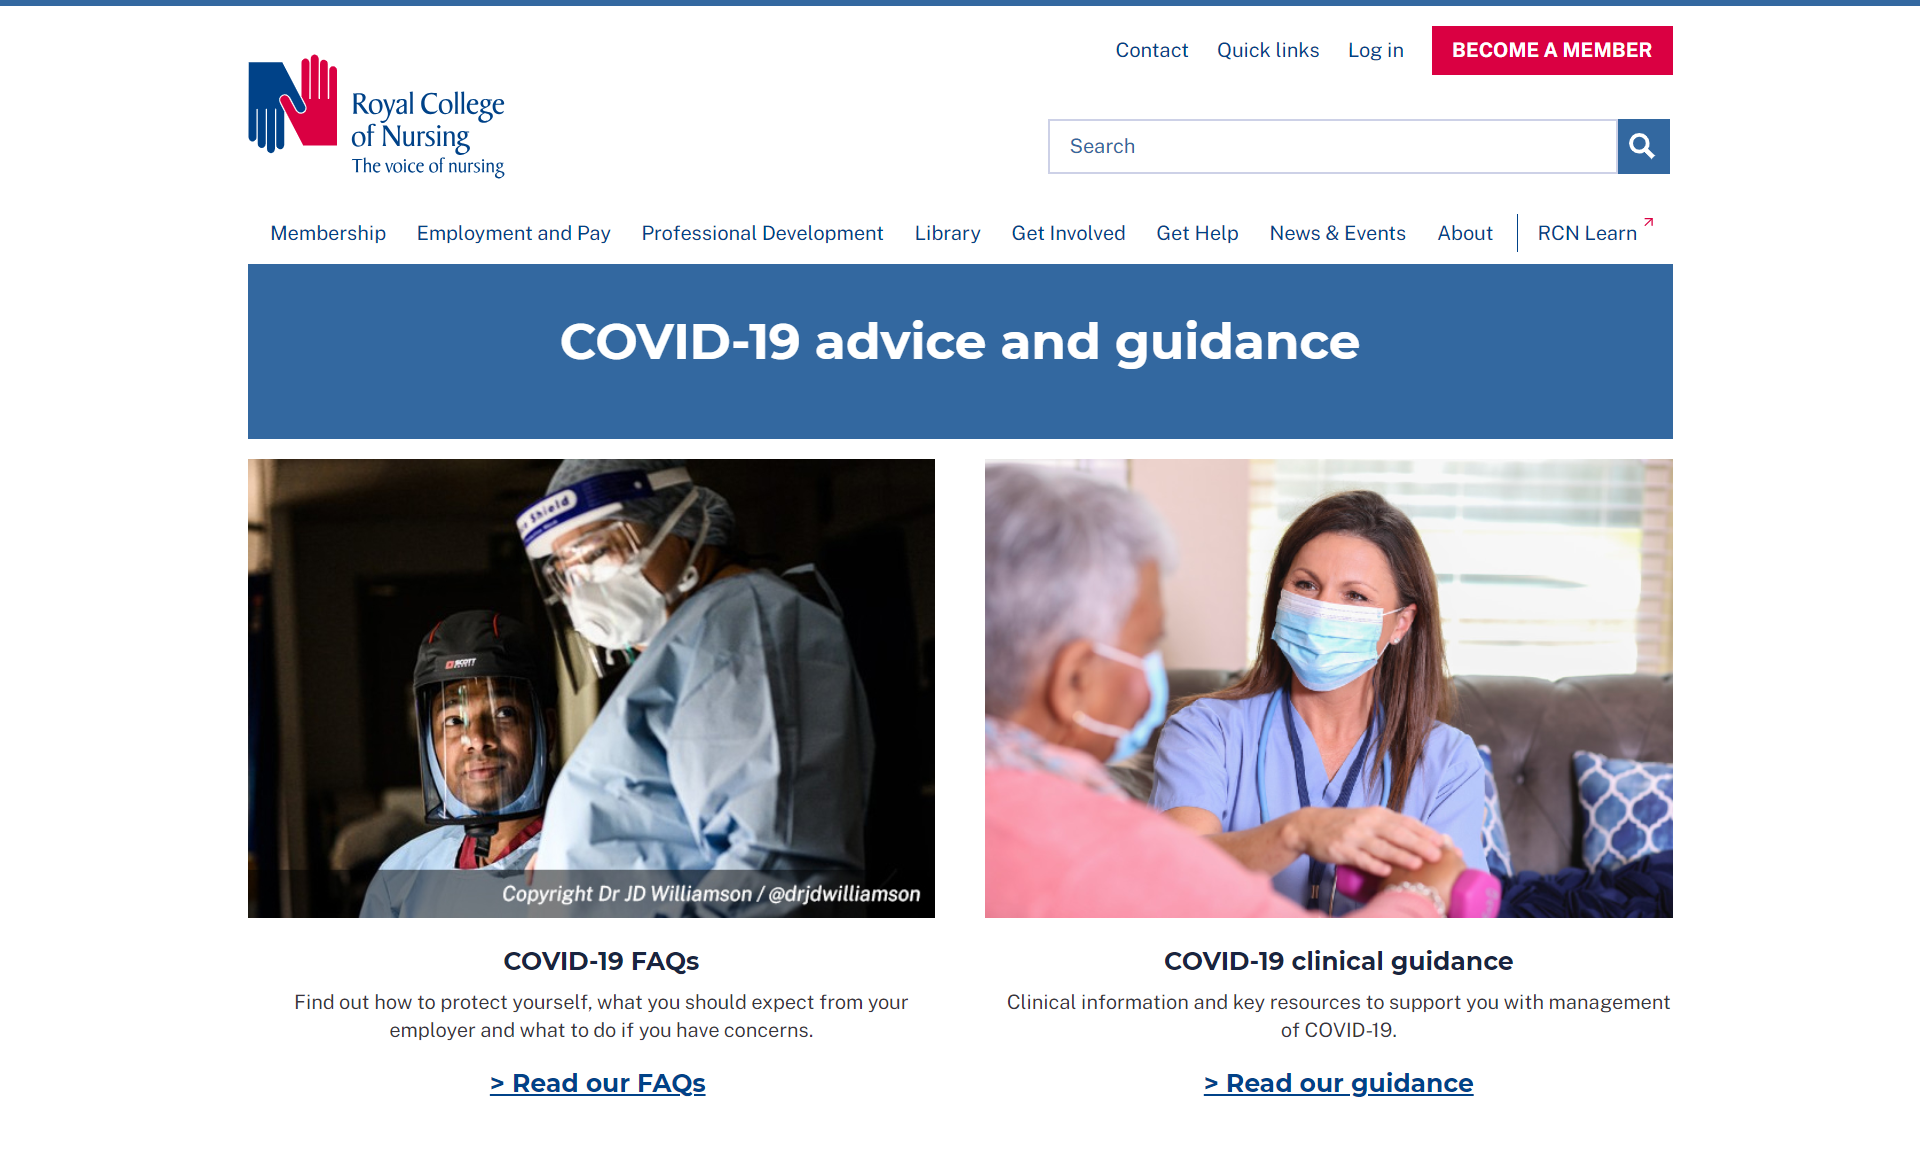 Contact Quick links Log in BECOME A MEMBER
Royal College
of Nursing
The voice of nursing
Search
Membership Employment and Pay Professional Development Library Get Involved Get Help News & Events About RCN Learn
COVID-19 advice and guidance
Shield
SCOTT
Copyright Dr JD Williamson / @drjdwilliamson
COVID-19 FAQs
Find out how to protect yourself, what you should expect from your
employer and what to do if you have concerns.
> Read our FAQs
COVID-19 clinical guidance
Clinical information and key resources to support you with management
of COVID-19.
> Read our guidance